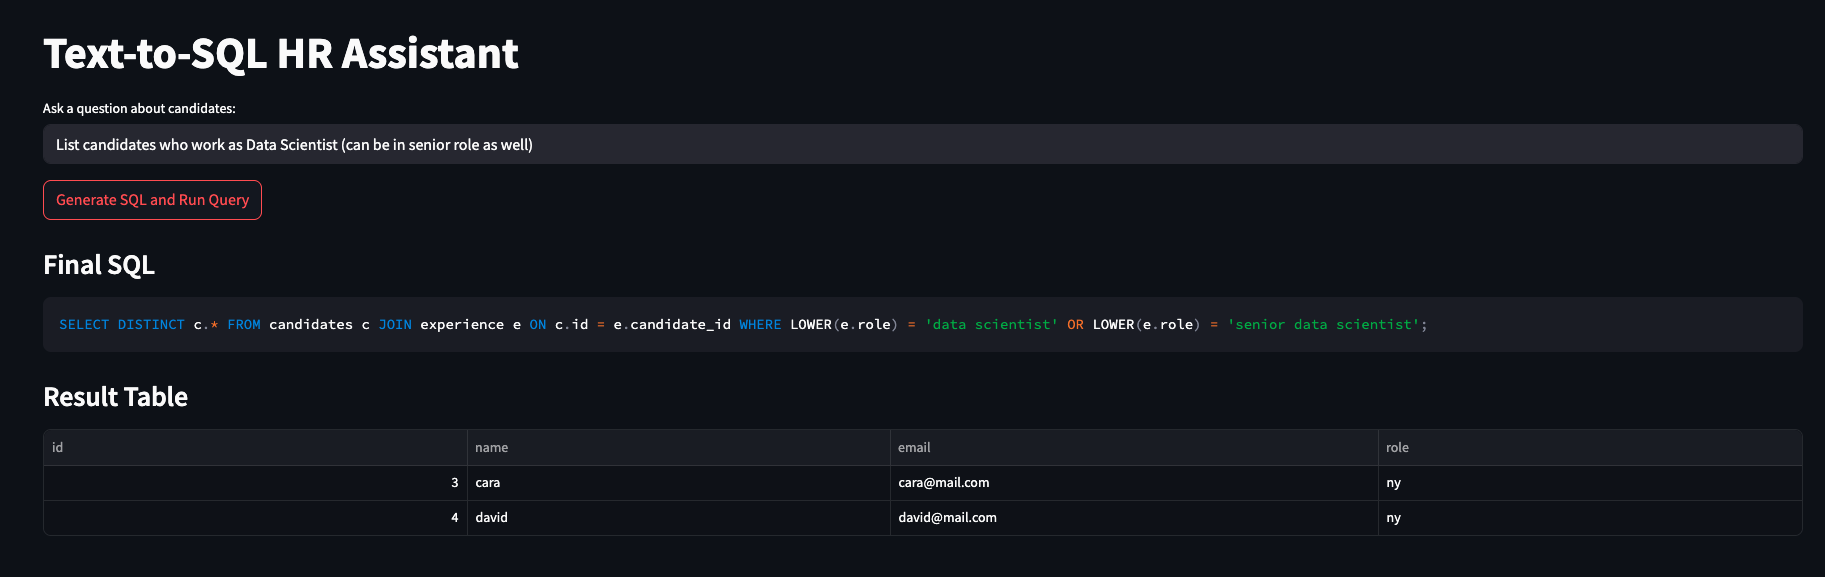 Text-to-SQL HR Assistant
Ask a question about candidates:
List candidates who work as Data Scientist (can be in senior role as well)
Generate SQL and Run Query
Final SQL
SELECT DISTINCT c.* FROM candidates c JOIN experience e ON c.id = e.candidate_id WHERE LOWER(e.role) = 'data scientist' OR LOWER(e.role) = 'senior data scientist';
Result Table
id name email role
3 cara cara@mail.com ny
4 david david@mail.com ny